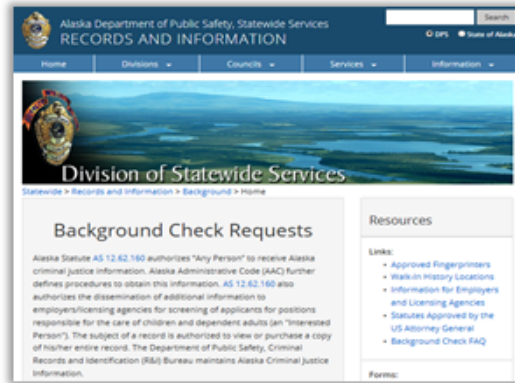 Search
Alaska Department of Public Safety, Statewide Services
RECORDS AND INFORMATION
DPS State of Alaska
Home Divisions Councils Services Information
Division of Statewide Services
Statewide > Records and Information > Background > Home
Background Check Requests
Alaska Statute AS 12.62.160 authorizes "Any Person" to receive Alaska
criminal justice information. Alaska Administrative Code (AAC) further
defines procedures to obtain this information. AS 12.62.160 also
authorizes the dissemination of additional information to
employers/licensing agencies for screening of applicants for positions
responsible for the care of children and dependent adults (an "Interested
Person"). The subject of a record is authorized to view or purchase a copy
of his/her entire record. The Department of Public Safety, Criminal
Records and Identification (R&I) Bureau maintains Alaska Criminal Justice
Information.
Resources
Links:
• Approved Fingerprinters
• Walk-In History Locations
• Information for Employers
and Licensing Agencies
• Statutes Approved by the
US Attorney General
• Background Check FAQ
Forms: